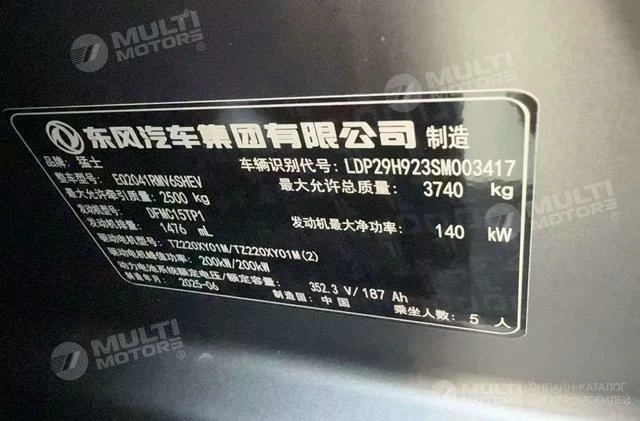 东风汽车集团有限公司 制造
品牌: 猛士 车辆识别代号: LDP29H923SM003417
整车型号: EQ2041RMV6SHEV 最大允许总质量: 3740 kg
最大允许牵引质量: 2500 kg
发动机型号: DFMC15TP1 发动机最大净功率: 140 kW
发动机排量: 1476 mL
驱动电机型号: TZ220XY01M/TZ220XY01M(2)
驱动电机峰值功率: 200kW/200kW
动力电池系统额定电压/额定容量: 352.3 V/187 Ah
制造年月: 2025-06 制造国: 中国 乘坐人数: 5 人
MULTI MOTORS
MULTI MOTORS
MULTI MOTORS
MULTI ОНЛАЙН-КАТАЛОГ
MOTORS ЭЛЕКТРОМОБИЛЕЙ